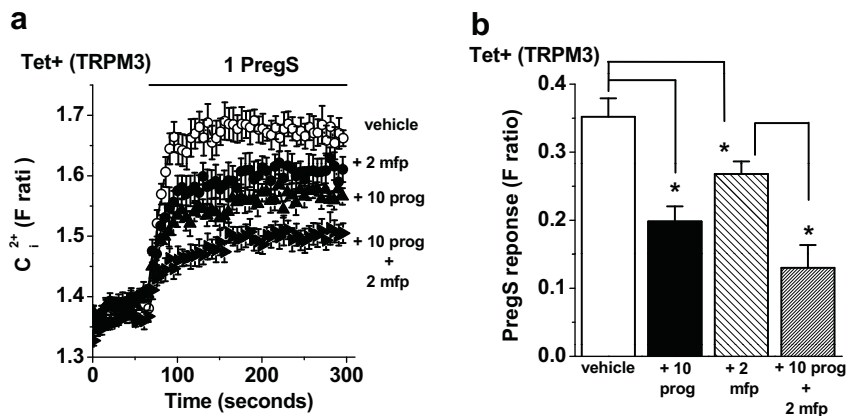 a
Tet+ (TRPM3)
1 PregS
1.7
1.6
1.5
1.4
1.3
C i 2+ (F rati)
0
100
200
300
Time (seconds)
vehicle
+ 2 mfp
+ 10 prog
+ 10 prog
+
2 mfp
b
Tet+ (TRPM3)
0.4
0.3
0.2
0.1
0.0
PregS reponse (F ratio)
*
*
*
vehicle
+ 10
prog
+ 2
mfp
+ 10 prog
+
2 mfp